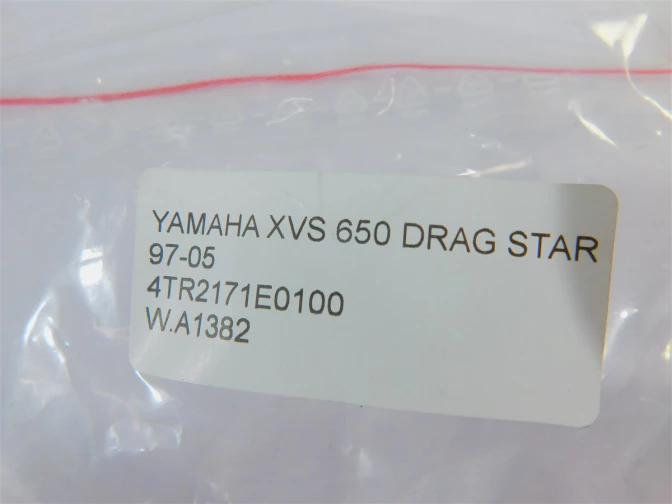 YAMAHA XVS 650 DRAG STAR
97-05
4TR2171E0100
W.A1382